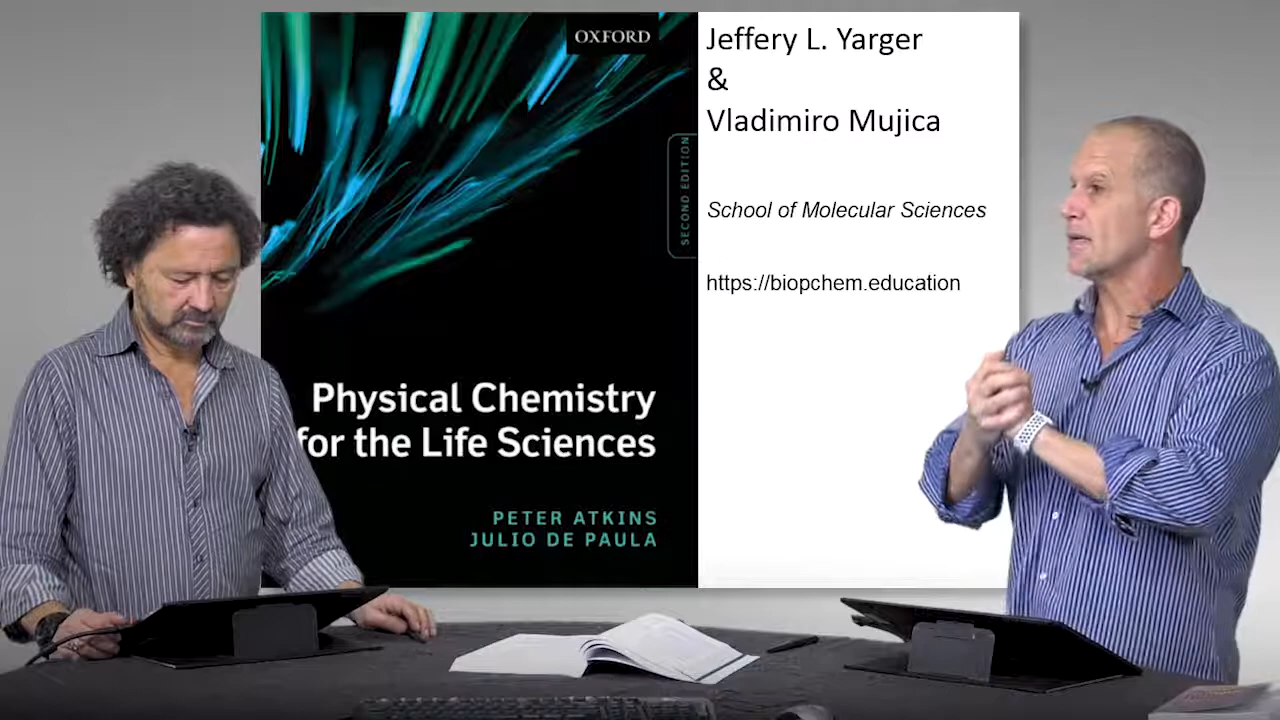 OXFORD
SECOND EDITION
Physical Chemistry
for the Life Sciences
PETER ATKINS
JULIO DE PAULA
Jeffery L. Yarger
&
Vladimiro Mujica
School of Molecular Sciences
https://biopchem.education